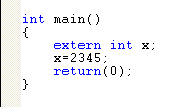 int main()
{
extern int x;
x=2345;
return(0);
}